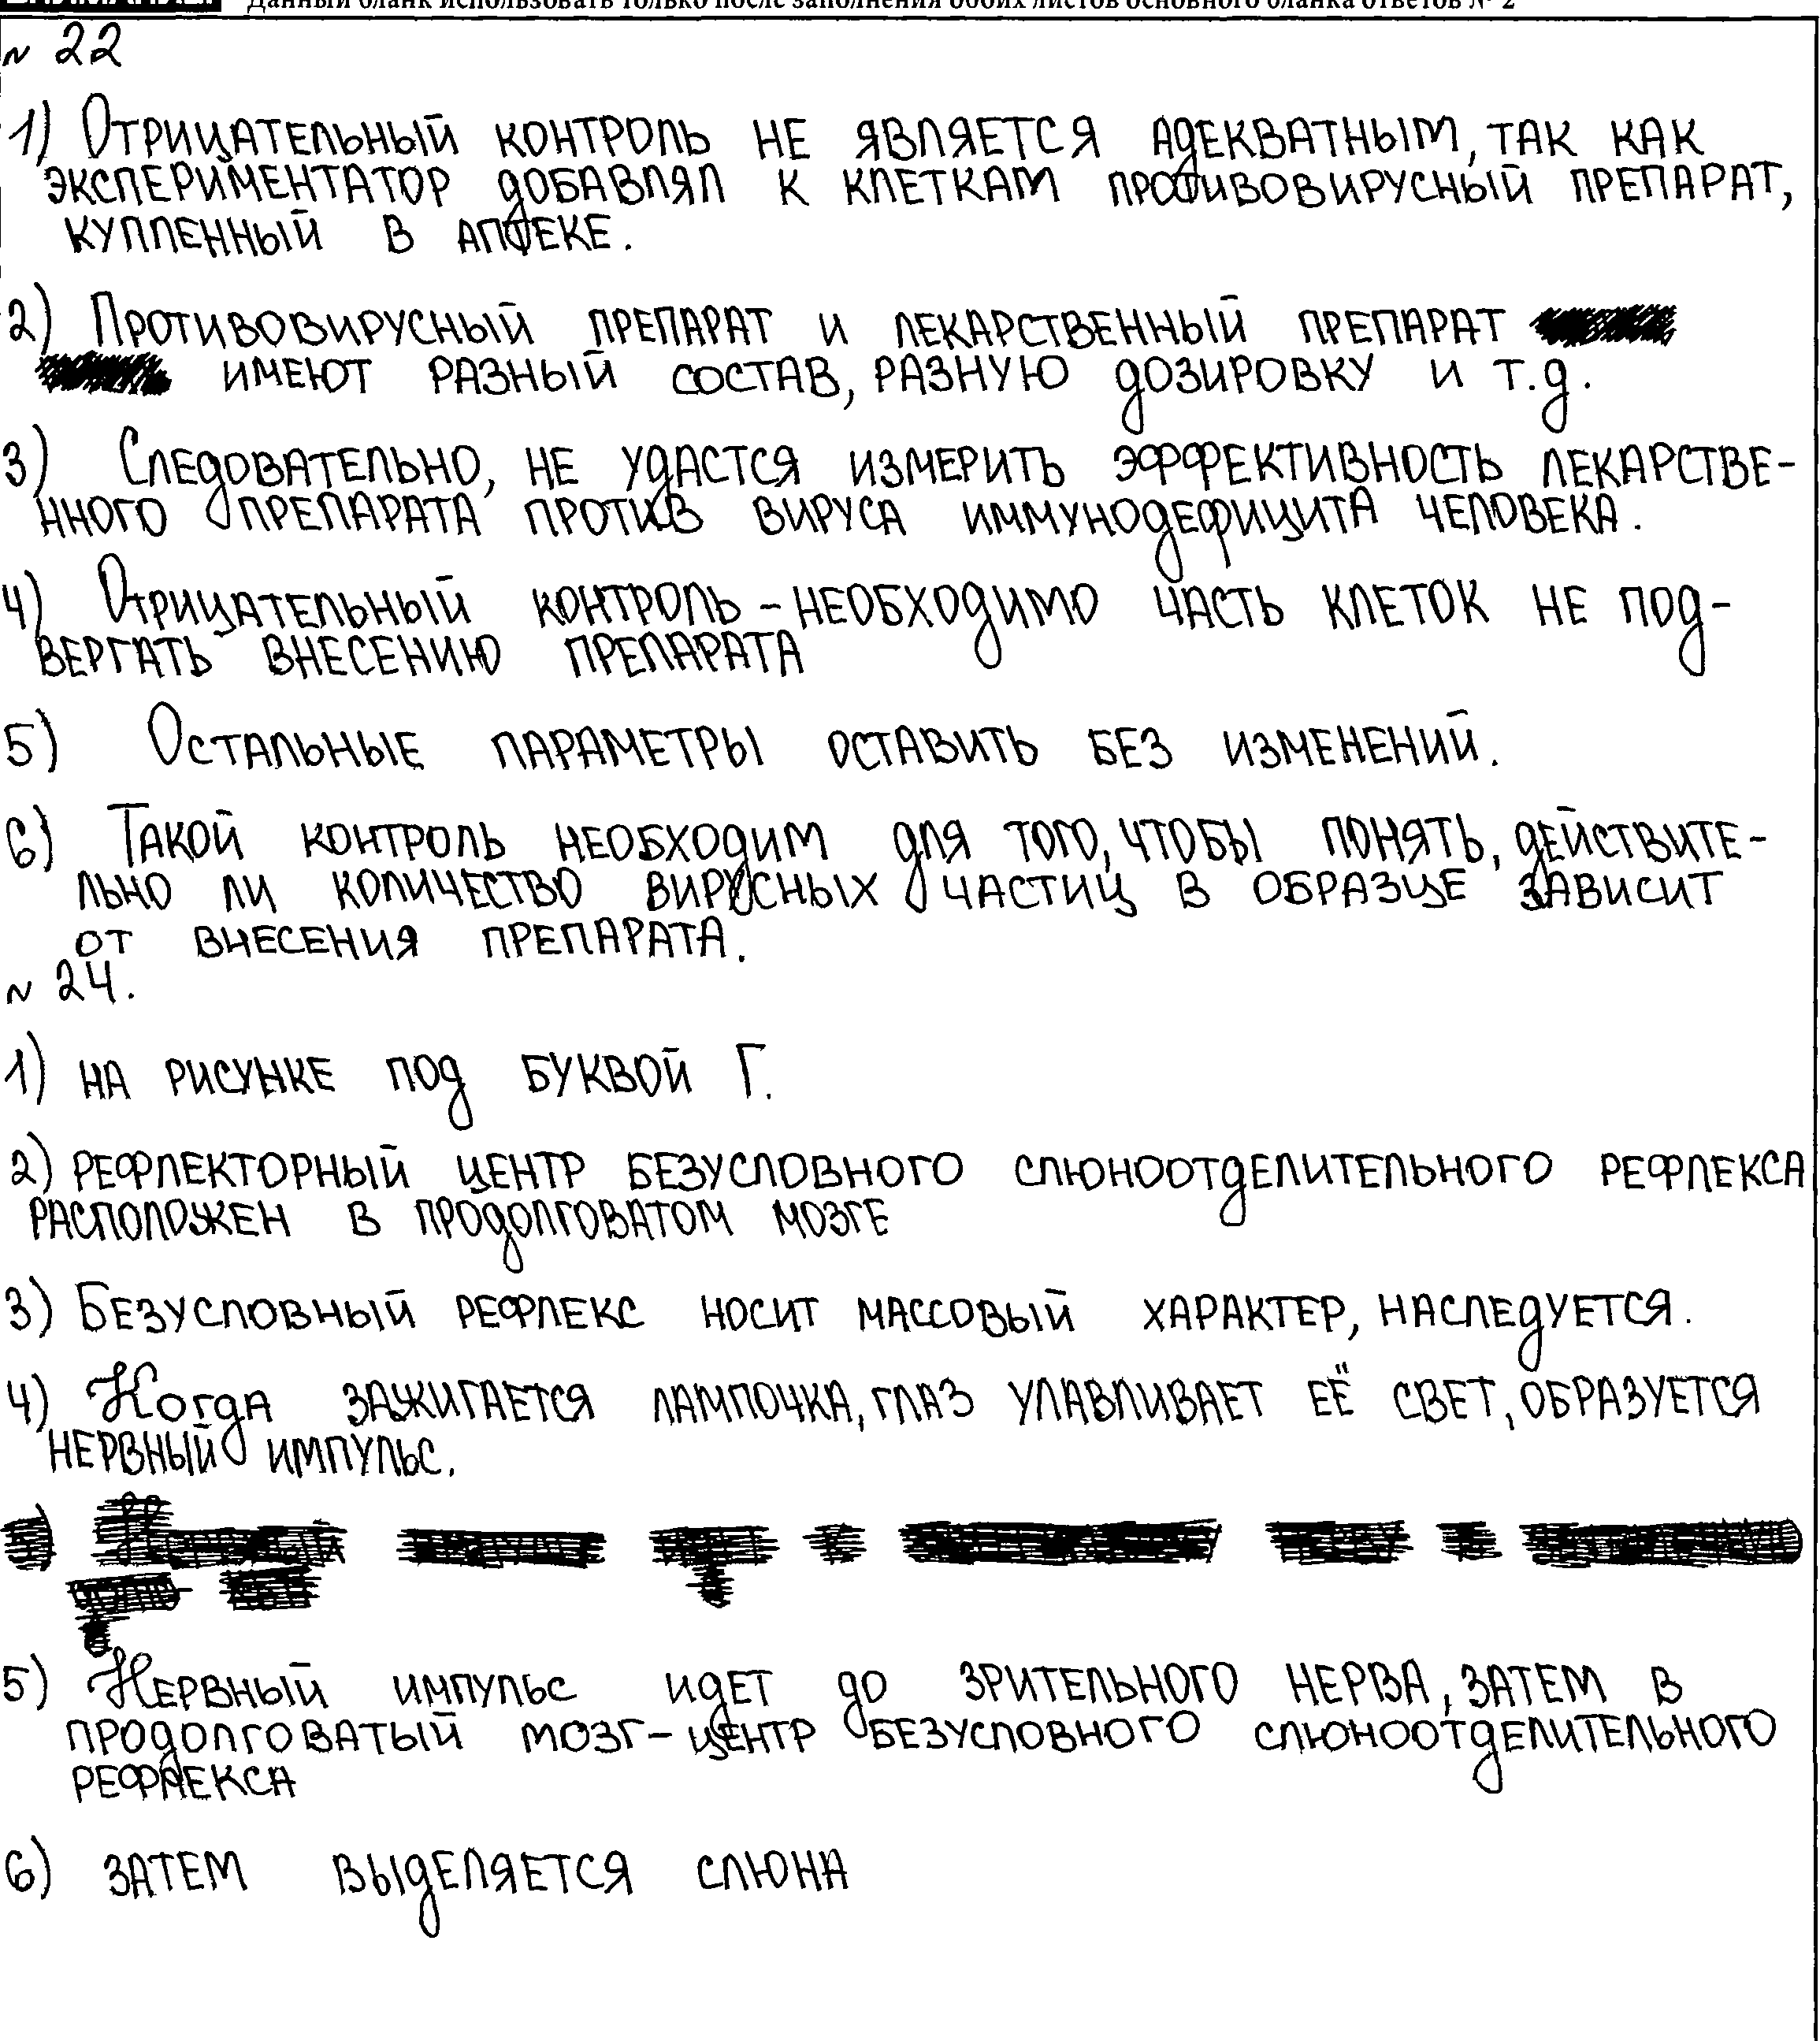 Данный бланк использовать только после заполнения обоих листов основного бланка ответов № 2
№ 22
1) Отрицательный контроль не является адекватным, так как
экспериментатор добавлял к клеткам противовирусный препарат,
купленный в аптеке.
2) Противовирусный препарат и лекарственный препарат
имеют разный состав, разную дозировку и т.д.
3) Следовательно, не удастся измерить эффективность лекарстве-
нного препарата против вируса иммунодефицита человека.
4) Отрицательный контроль - необходимо часть клеток не под-
вергать внесению препарата
5) Остальные параметры оставить без изменений.
6) Такой контроль необходим для того, чтобы понять, действите-
льно ли количество вирусных частиц в образце зависит
от внесения препарата.
№ 24.
1) на рисунке под буквой Г.
2) рефлекторный центр безусловного слюноотделительного рефлекса
расположен в продолговатом мозге
3) Безусловный рефлекс носит массовый характер, наследуется.
4) Когда зажигается лампочка, глаз улавливает её свет, образуется
нервный импульс.
5) Нервный импульс идет до зрительного нерва, затем в
продолговатый мозг - центр безусловного слюноотделительного
рефлекса
6) затем выделяется слюна